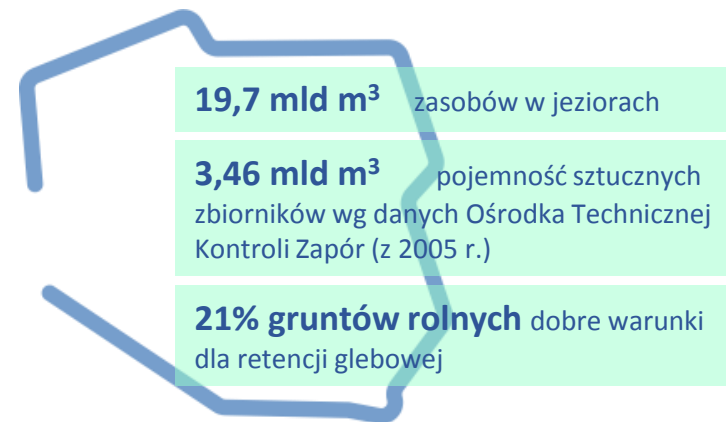 19,7 mld m³ zasobów w jeziorach
3,46 mld m³ pojemność sztucznych
zbiorników wg danych Ośrodka Technicznej
Kontroli Zapór (z 2005 r.)
21% gruntów rolnych dobre warunki
dla retencji glebowej